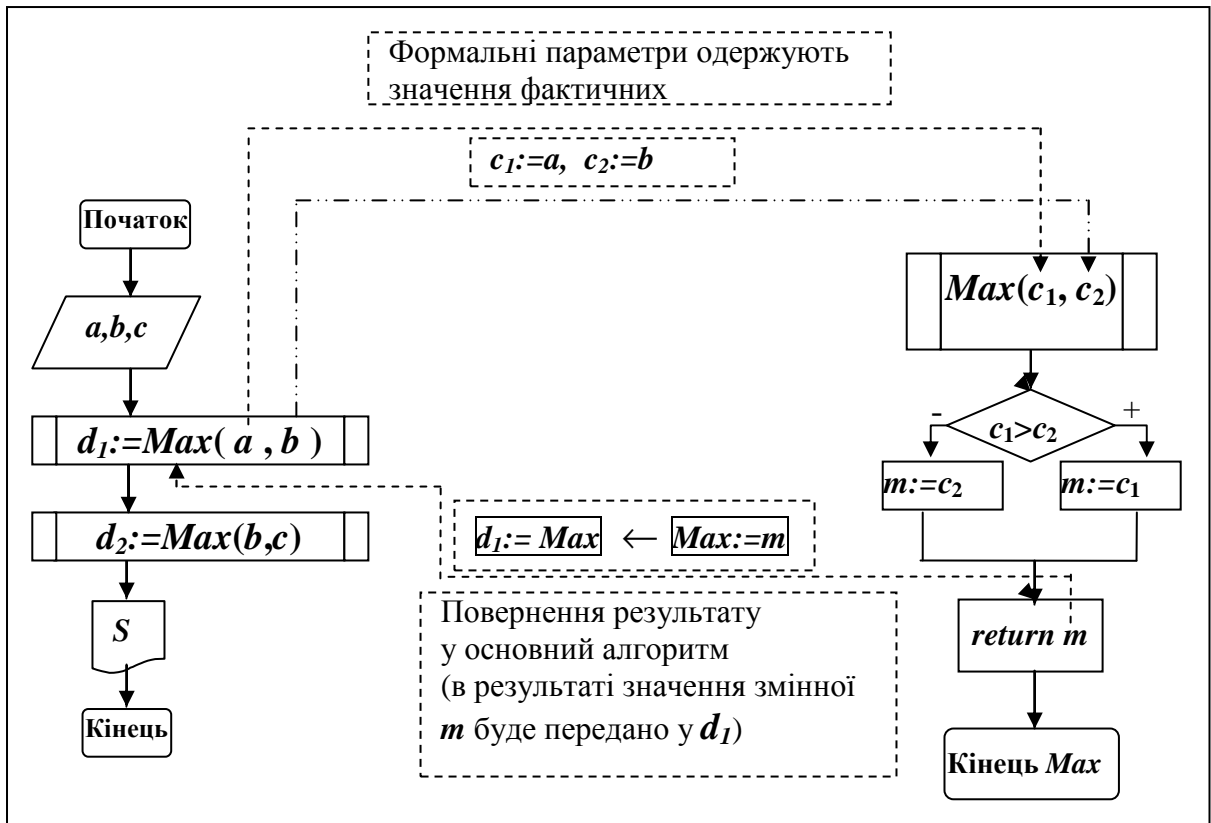 Формальні параметри одержують
значення фактичних
c₁:=a, c₂:=b
Початок
a,b,c
d₁:=Max( a , b )
d₂:=Max(b,c)
S
Кінець
d₁:= Max ← Max:=m
Повернення результату
у основний алгоритм
(в результаті значення змінної
m буде передано у d₁)
Max(c₁, c₂)
- +
c₁>c₂
m:=c₂ m:=c₁
return m
Кінець Max